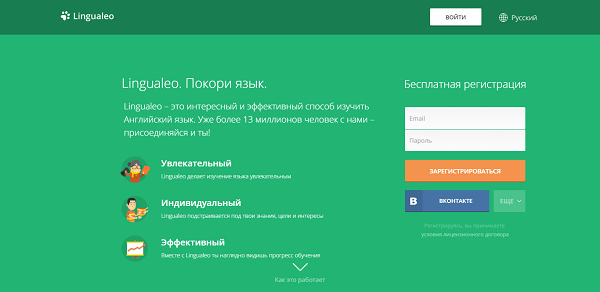 Lingualeo
ВОЙТИ
Русский
Lingualeo. Покори язык.
Lingualeo – это интересный и эффективный способ изучить
Английский язык. Уже более 13 миллионов человек с нами –
присоединяйся и ты!
Увлекательный
Lingualeo делает изучение языка увлекательным
Индивидуальный
Lingualeo подстраивается под твои знания, цели и интересы
Эффективный
Вместе с Lingualeo ты наглядно видишь прогресс обучения
Как это работает
Бесплатная регистрация
Email
Пароль
ЗАРЕГИСТРИРОВАТЬСЯ
В ВКОНТАКТЕ
ЕЩЕ
Регистрируясь, вы принимаете
условия лицензионного договора